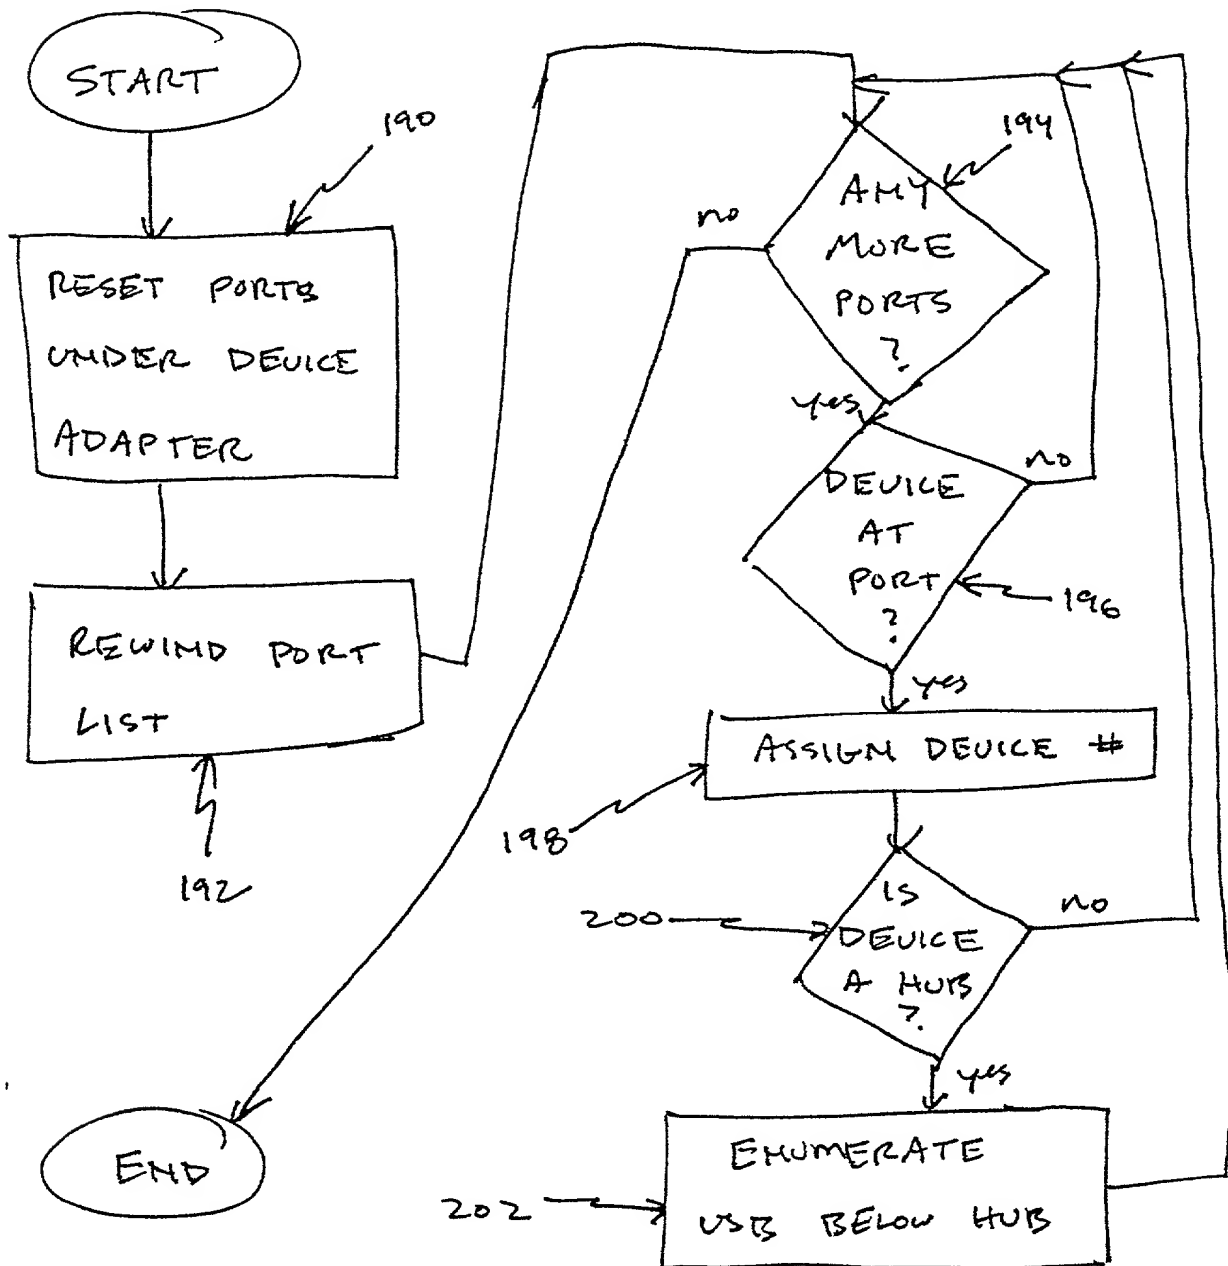 START
190
RESET PORTS
UNDER DEVICE
ADAPTER
REWIND PORT
LIST
192
194
ANY
MORE
PORTS
?
no
yes
DEVICE
AT
PORT
?
no
196
yes
ASSIGN DEVICE #
198
IS
DEVICE
A HUB
?
200
no
yes
ENUMERATE
USB BELOW HUB
202
END